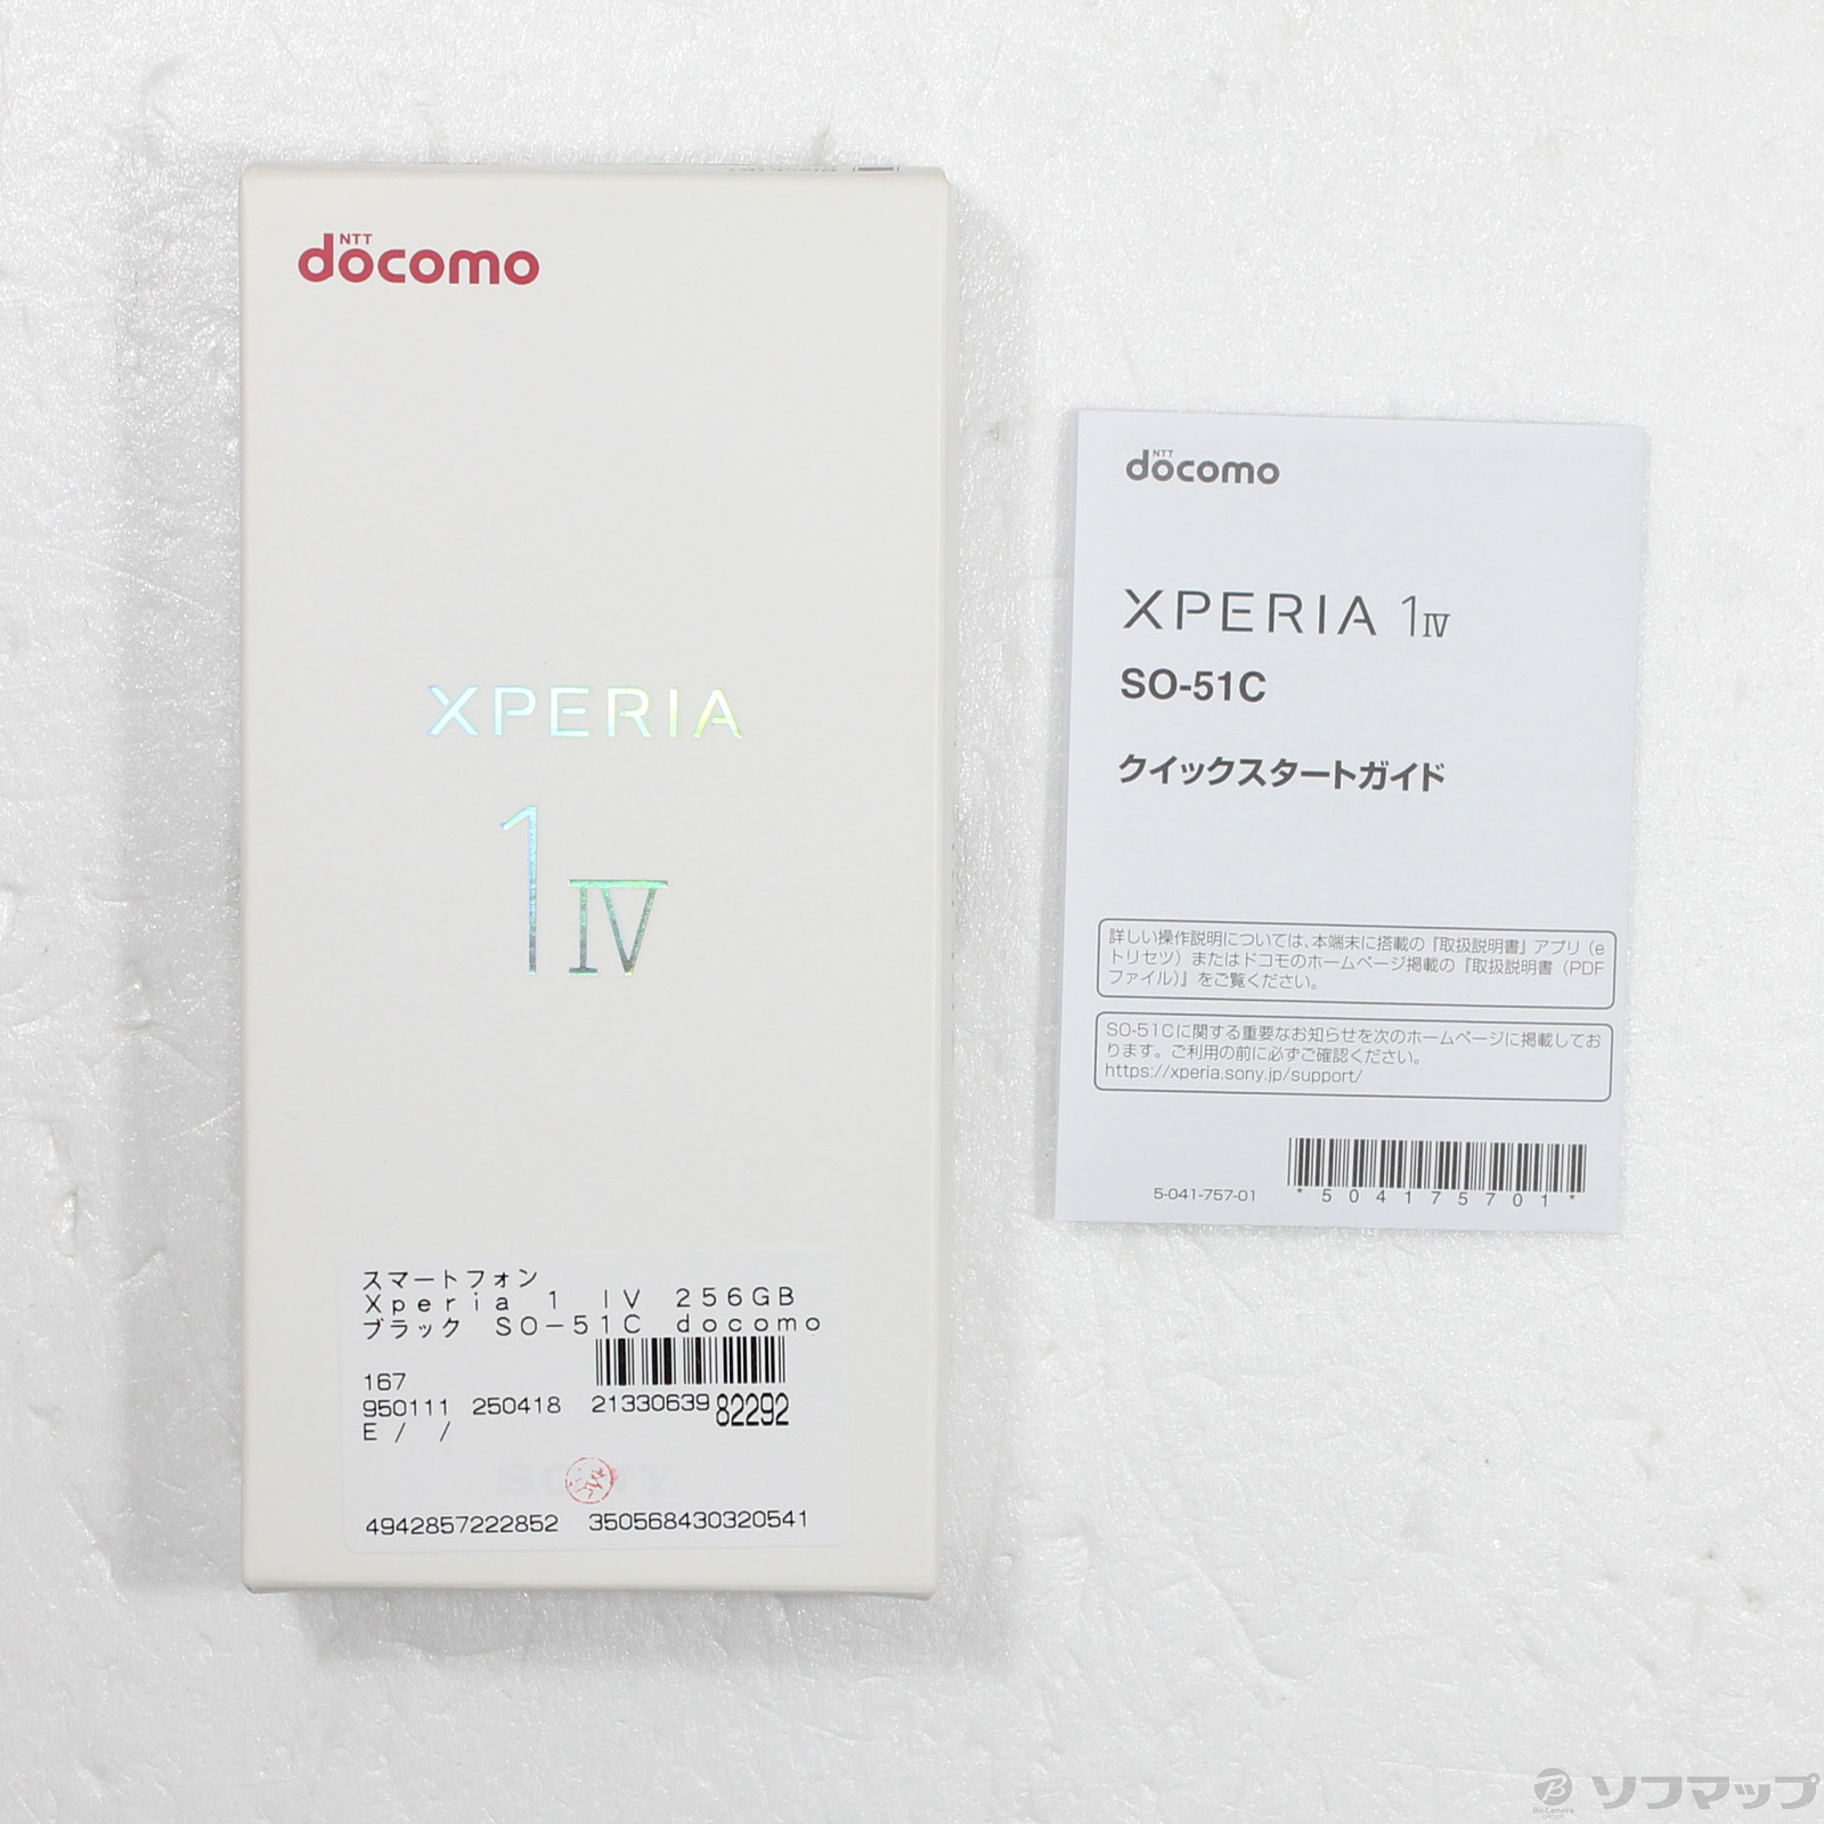 NTT
docomo
XPERIA
1 IV
スマートフォン
Xperia 1 IV 256GB
ブラック SO-51C docomo
167
950111 250418 21330639 82292
E / /
SONY
4942857222852 350568430320541
NTT
docomo
XPERIA 1 IV
SO-51C
クイックスタートガイド
詳しい操作説明については、本端末に搭載の『取扱説明書』アプリ（e
トリセツ）またはドコモのホームページ掲載の『取扱説明書（PDF
ファイル）』をご覧ください。
SO-51Cに関する重要なお知らせを次のホームページに掲載してお
ります。ご利用の前に必ずご確認ください。
https://xperia.sony.jp/support/
5-041-757-01 *504175701*
B
BicCamera
GROUP
ソフマップ